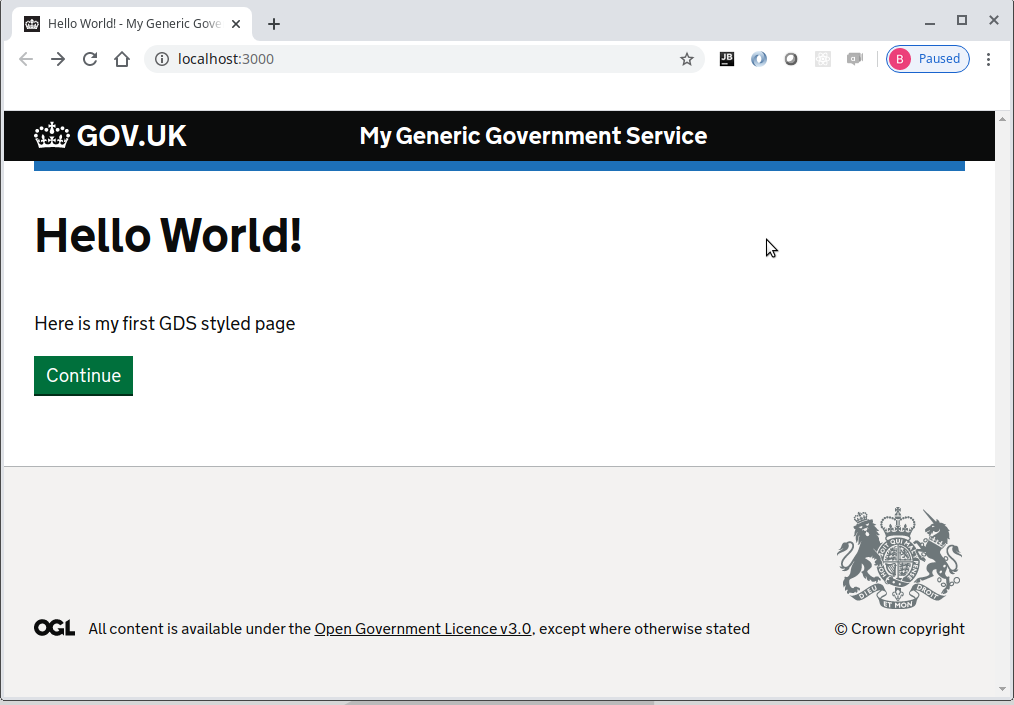 Hello World! - My Generic Gove
localhost:3000
JB
B
Paused
GOV.UK
My Generic Government Service
Hello World!
Here is my first GDS styled page
Continue
DIEU ET MON DROIT
OGL
All content is available under the Open Government Licence v3.0, except where otherwise stated
© Crown copyright